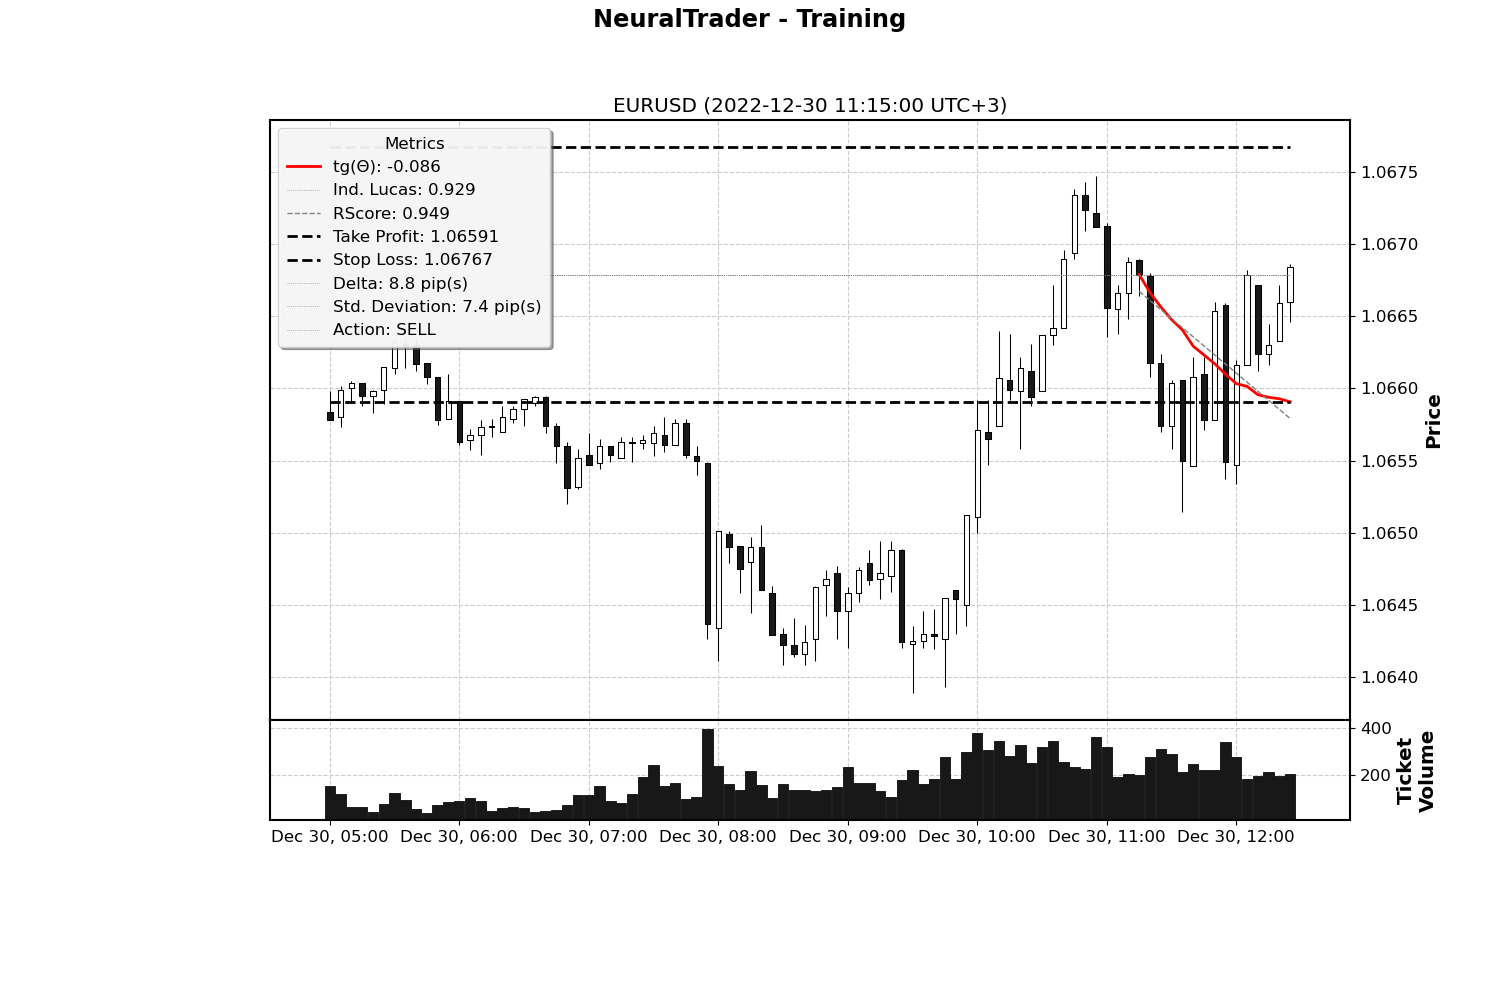 NeuralTrader - Training
EURUSD (2022-12-30 11:15:00 UTC+3)
Metrics
tg(Θ): -0.086
Ind. Lucas: 0.929
RScore: 0.949
Take Profit: 1.06591
Stop Loss: 1.06767
Delta: 8.8 pip(s)
Std. Deviation: 7.4 pip(s)
Action: SELL
1.0675
1.0670
1.0665
1.0660
1.0655
1.0650
1.0645
1.0640
Price
400
200
Ticket
Volume
Dec 30, 05:00 Dec 30, 06:00 Dec 30, 07:00 Dec 30, 08:00 Dec 30, 09:00 Dec 30, 10:00 Dec 30, 11:00 Dec 30, 12:00